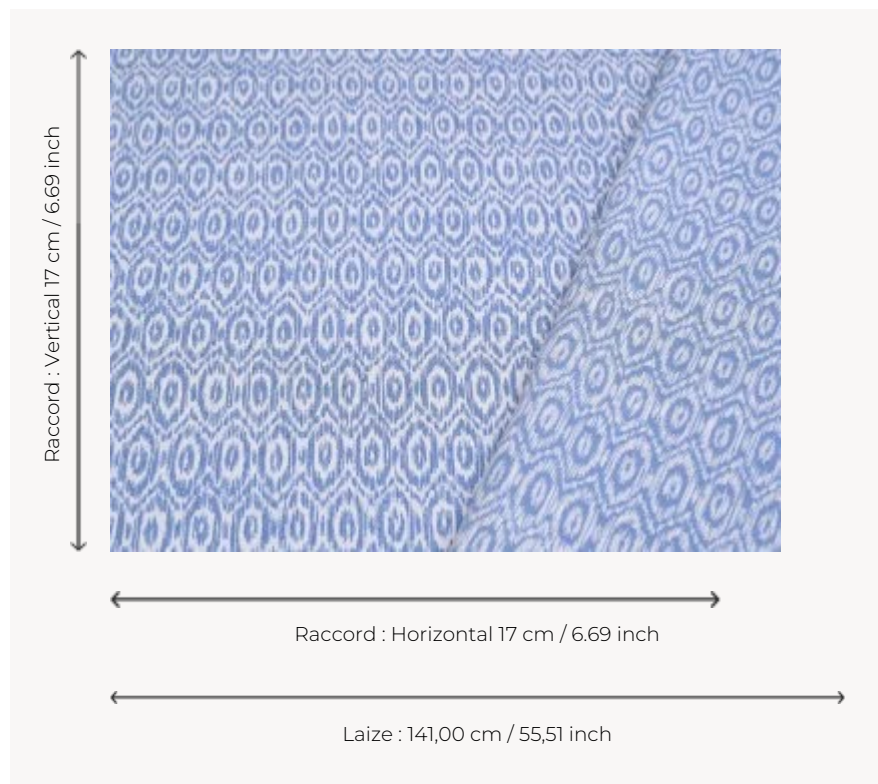 Raccord : Vertical 17 cm / 6.69 inch
Raccord : Horizontal 17 cm / 6.69 inch
Laize : 141,00 cm / 55,51 inch